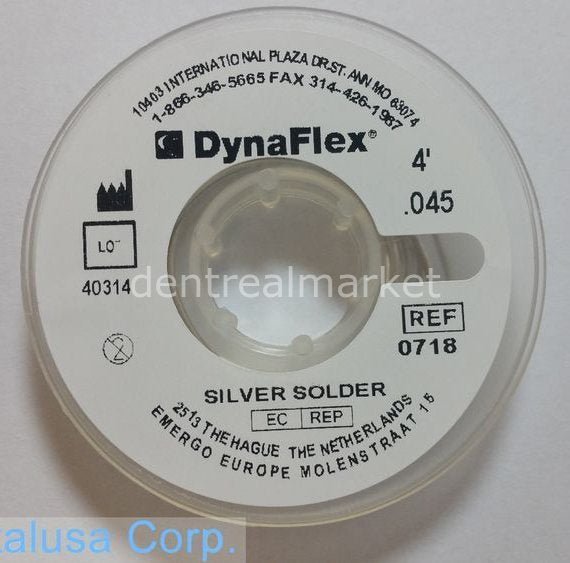 10403 INTERNATIONAL PLAZA DR.ST. ANN MO 63074
1-866-346-5665 FAX 314-426-1967
DynaFlex®
4'
.045
40314
dentrealmarket
REF
0718
SILVER SOLDER
EC REP
2513 THE HAGUE THE NETHERLANDS
EMERGO EUROPE MOLENSTRAAT 15
talusa Corp.